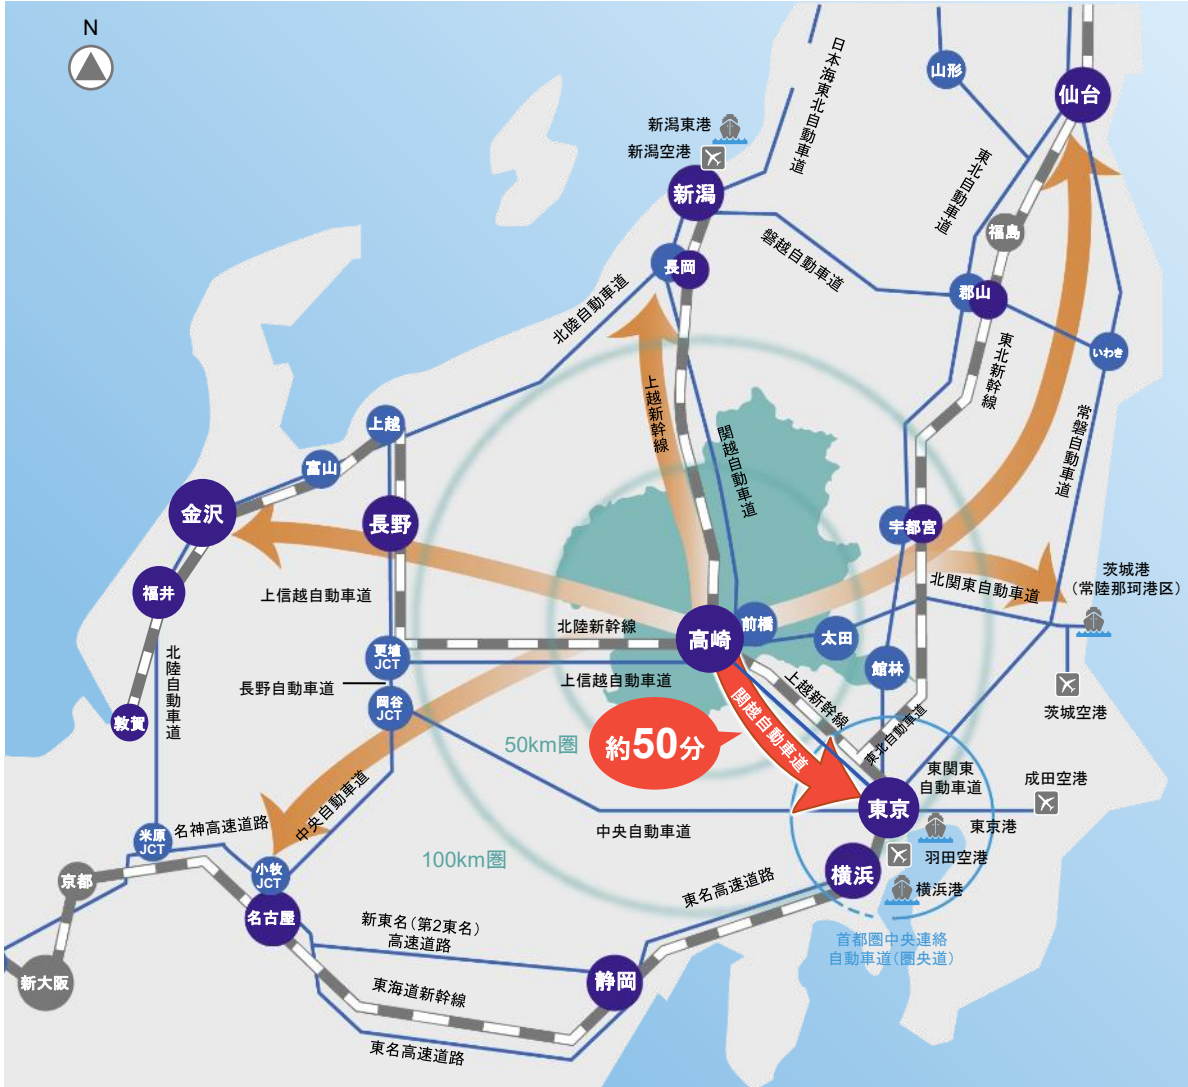 N
日本海東北自動車道
山形
仙台
新潟東港
新潟空港
新潟
東北自動車道
福島
磐越自動車道
長岡
郡山
北陸自動車道
いわき
東北新幹線
上越新幹線
関越自動車道
常磐自動車道
上越
富山
金沢
長野
宇都宮
福井
上信越自動車道
北関東自動車道
茨城港
（常陸那珂港区）
北陸新幹線
高崎
前橋
太田
更埴
JCT
館林
北陸自動車道
長野自動車道
上信越自動車道
岡谷
JCT
茨城空港
敦賀
関越自動車道
上越新幹線
東北自動車道
50km圏
約50分
東関東
自動車道
成田空港
中央自動車道
名神高速道路
中央自動車道
東京
東京港
米原
JCT
羽田空港
100km圏
小牧
JCT
京都
横浜
横浜港
東名高速道路
名古屋
新東名（第2東名）
高速道路
首都圏中央連絡
自動車道（圏央道）
新大阪
静岡
東海道新幹線
東名高速道路